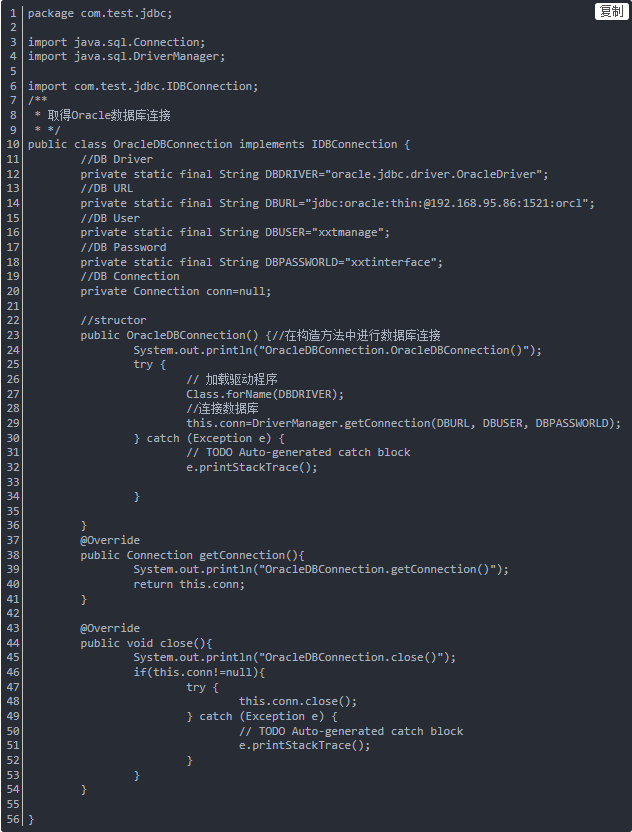 复制
1 package com.test.jdbc;
2
3 import java.sql.Connection;
4 import java.sql.DriverManager;
5
6 import com.test.jdbc.IDBConnection;
7 /**
8  * 取得Oracle数据库连接
9  * */
10 public class OracleDBConnection implements IDBConnection {
11         //DB Driver
12         private static final String DBDRIVER="oracle.jdbc.driver.OracleDriver";
13         //DB URL
14         private static final String DBURL="jdbc:oracle:thin:@192.168.95.86:1521:orcl";
15         //DB User
16         private static final String DBUSER="xxtmanage";
17         //DB Password
18         private static final String DBPASSWORLD="xxtinterface";
19         //DB Connection
20         private Connection conn=null;
21
22         //structor
23         public OracleDBConnection() {//在构造方法中进行数据库连接
24                 System.out.println("OracleDBConnection.OracleDBConnection()");
25                 try {
26                         // 加载驱动程序
27                         Class.forName(DBDRIVER);
28                         //连接数据库
29                         this.conn=DriverManager.getConnection(DBURL, DBUSER, DBPASSWORLD);
30                 } catch (Exception e) {
31                         // TODO Auto-generated catch block
32                         e.printStackTrace();
33
34                 }
35
36         }
37         @Override
38         public Connection getConnection(){
39                 System.out.println("OracleDBConnection.getConnection()");
40                 return this.conn;
41         }
42
43         @Override
44         public void close(){
45                 System.out.println("OracleDBConnection.close()");
46                 if(this.conn!=null){
47                         try {
48                                 this.conn.close();
49                         } catch (Exception e) {
50                                 // TODO Auto-generated catch block
51                                 e.printStackTrace();
52                         }
53                 }
54         }
55
56 }